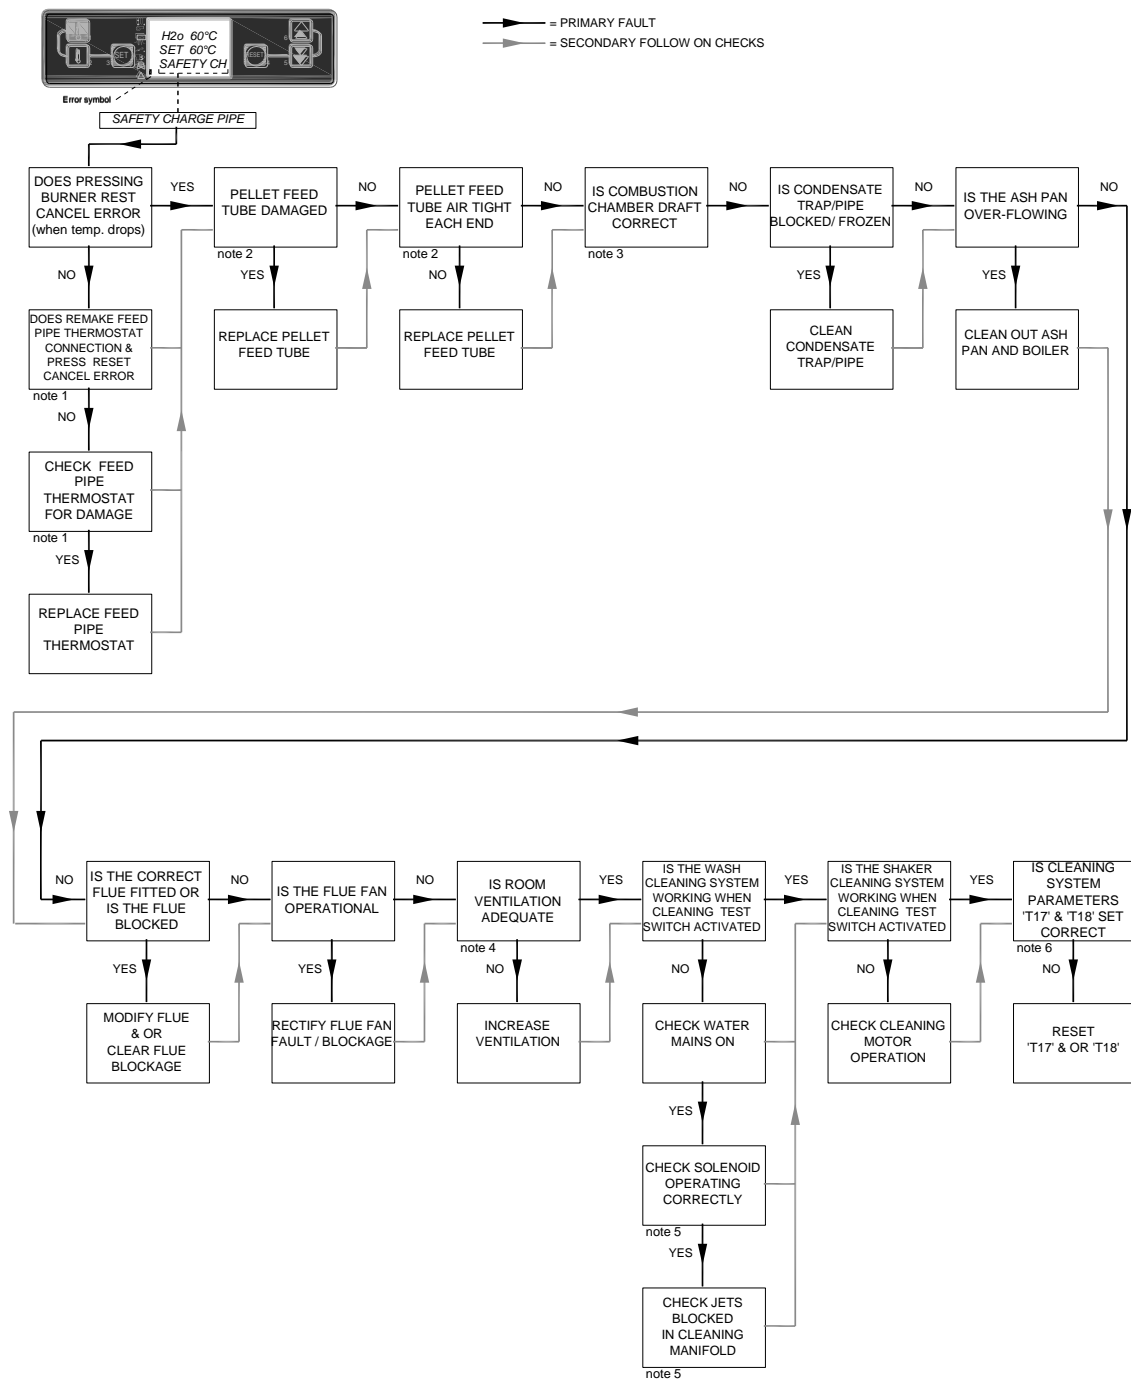 H2o 60°C
SET 60°C
SAFETY CH
SET
RESET
Error symbol
SAFETY CHARGE PIPE
= PRIMARY FAULT
= SECONDARY FOLLOW ON CHECKS
DOES PRESSING
BURNER REST
CANCEL ERROR
(when temp. drops)
YES
PELLET FEED
TUBE DAMAGED
note 2
NO
PELLET FEED
TUBE AIR TIGHT
EACH END
note 2
NO
IS COMBUSTION
CHAMBER DRAFT
CORRECT
note 3
NO
IS CONDENSATE
TRAP/PIPE
BLOCKED/ FROZEN
NO
IS THE ASH PAN
OVER-FLOWING
NO
NO
YES
NO
YES
YES
DOES REMAKE FEED
PIPE THERMOSTAT
CONNECTION &
PRESS RESET
CANCEL ERROR
note 1
REPLACE PELLET
FEED TUBE
REPLACE PELLET
FEED TUBE
CLEAN
CONDENSATE
TRAP/PIPE
CLEAN OUT ASH
PAN AND BOILER
NO
CHECK FEED
PIPE
THERMOSTAT
FOR DAMAGE
note 1
YES
REPLACE FEED
PIPE
THERMOSTAT
NO
IS THE CORRECT
FLUE FITTED OR
IS THE FLUE
BLOCKED
NO
IS THE FLUE FAN
OPERATIONAL
NO
IS ROOM
VENTILATION
ADEQUATE
note 4
YES
IS THE WASH
CLEANING SYSTEM
WORKING WHEN
CLEANING TEST
SWITCH ACTIVATED
YES
IS THE SHAKER
CLEANING SYSTEM
WORKING WHEN
CLEANING TEST
SWITCH ACTIVATED
YES
IS CLEANING
SYSTEM
PARAMETERS
'T17' & 'T18' SET
CORRECT
note 6
YES
YES
NO
NO
NO
NO
MODIFY FLUE
& OR
CLEAR FLUE
BLOCKAGE
RECTIFY FLUE FAN
FAULT / BLOCKAGE
INCREASE
VENTILATION
CHECK WATER
MAINS ON
CHECK CLEANING
MOTOR
OPERATION
RESET
'T17' & OR 'T18'
YES
CHECK SOLENOID
OPERATING
CORRECTLY
note 5
YES
CHECK JETS
BLOCKED
IN CLEANING
MANIFOLD
note 5